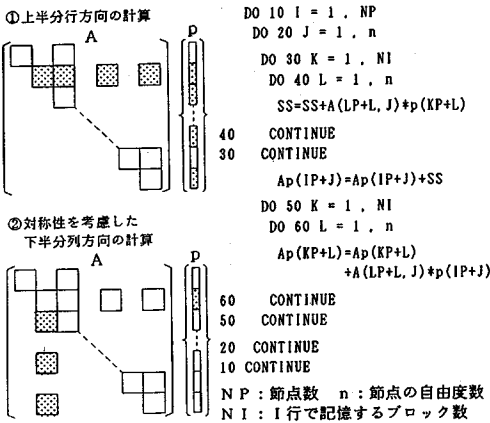 ①上半分行方向の計算
A
p
②対称性を考慮した
下半分列方向の計算
A
p
DO 10 I = 1 , NP
DO 20 J = 1 , n
DO 30 K = 1 , NI
DO 40 L = 1 , n
SS=SS+A(LP+L, J)*p(KP+L)
40 CONTINUE
30 CONTINUE
Ap(IP+J)=Ap(IP+J)+SS
DO 50 K = 1 , NI
DO 60 L = 1 , n
Ap(KP+L)=Ap(KP+L)
+A(LP+L, J)*p(IP+J)
60 CONTINUE
50 CONTINUE
20 CONTINUE
10 CONTINUE
NP：節点数 n：節点の自由度数
NI：I行で記憶するブロック数